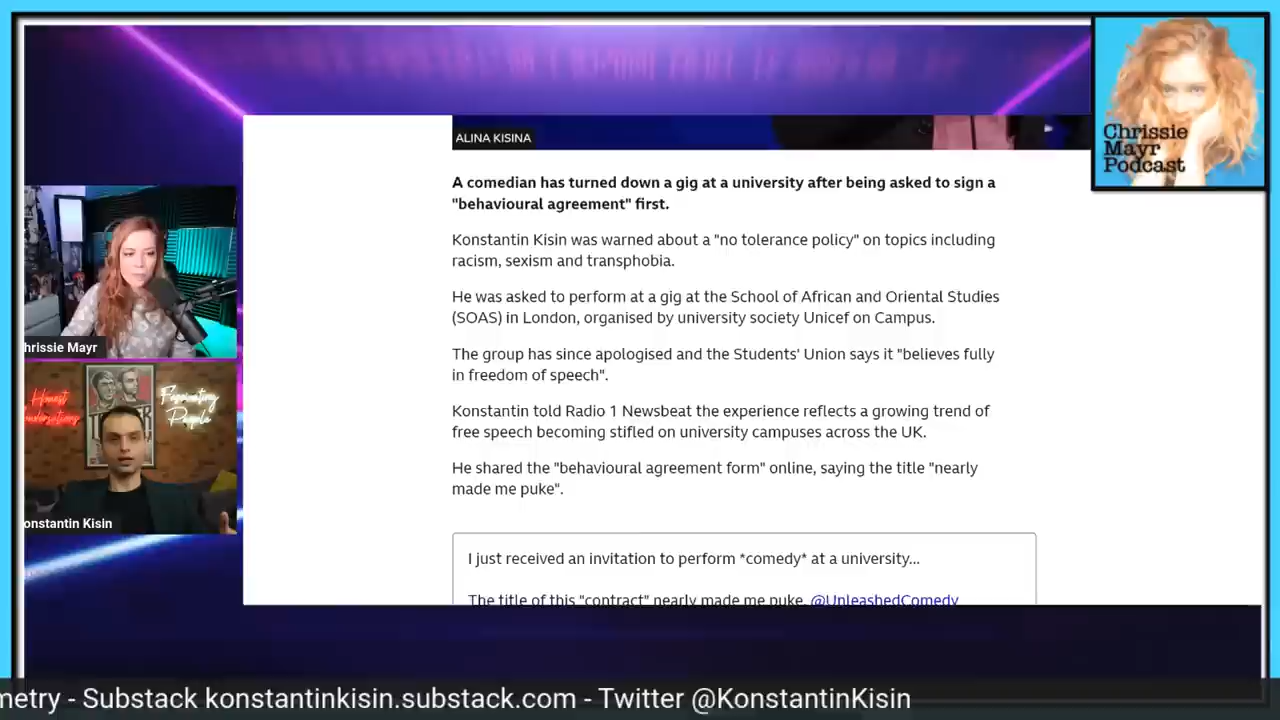 Chrissie
Mayr
Podcast
ALINA KISINA
A comedian has turned down a gig at a university after being asked to sign a
"behavioural agreement" first.
Konstantin Kisin was warned about a "no tolerance policy" on topics including
racism, sexism and transphobia.
He was asked to perform at a gig at the School of African and Oriental Studies
(SOAS) in London, organised by university society Unicef on Campus.
The group has since apologised and the Students' Union says it "believes fully
in freedom of speech".
Konstantin told Radio 1 Newsbeat the experience reflects a growing trend of
free speech becoming stifled on university campuses across the UK.
He shared the "behavioural agreement form" online, saying the title "nearly
made me puke".
I just received an invitation to perform *comedy* at a university...
The title of this "contract" nearly made me puke. @UnleashedComedy
hrissie Mayr
Honest
onversations
Fascinating
People
onstantin Kisin
metry - Substack konstantinkisin.substack.com - Twitter @KonstantinKisin